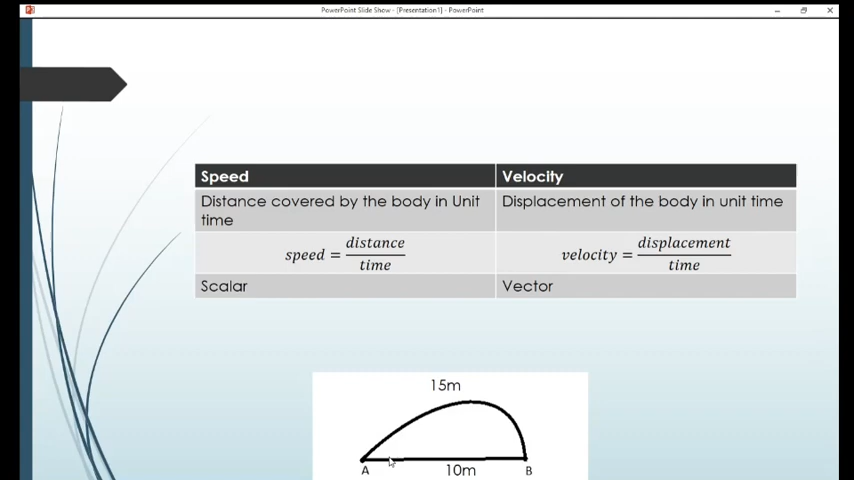 PowerPoint Slide Show - [Presentation1] - PowerPoint
Speed
Velocity
Distance covered by the body in Unit
time
Displacement of the body in unit time
speed = distance / time
velocity = displacement / time
Scalar
Vector
15m
A
10m
B